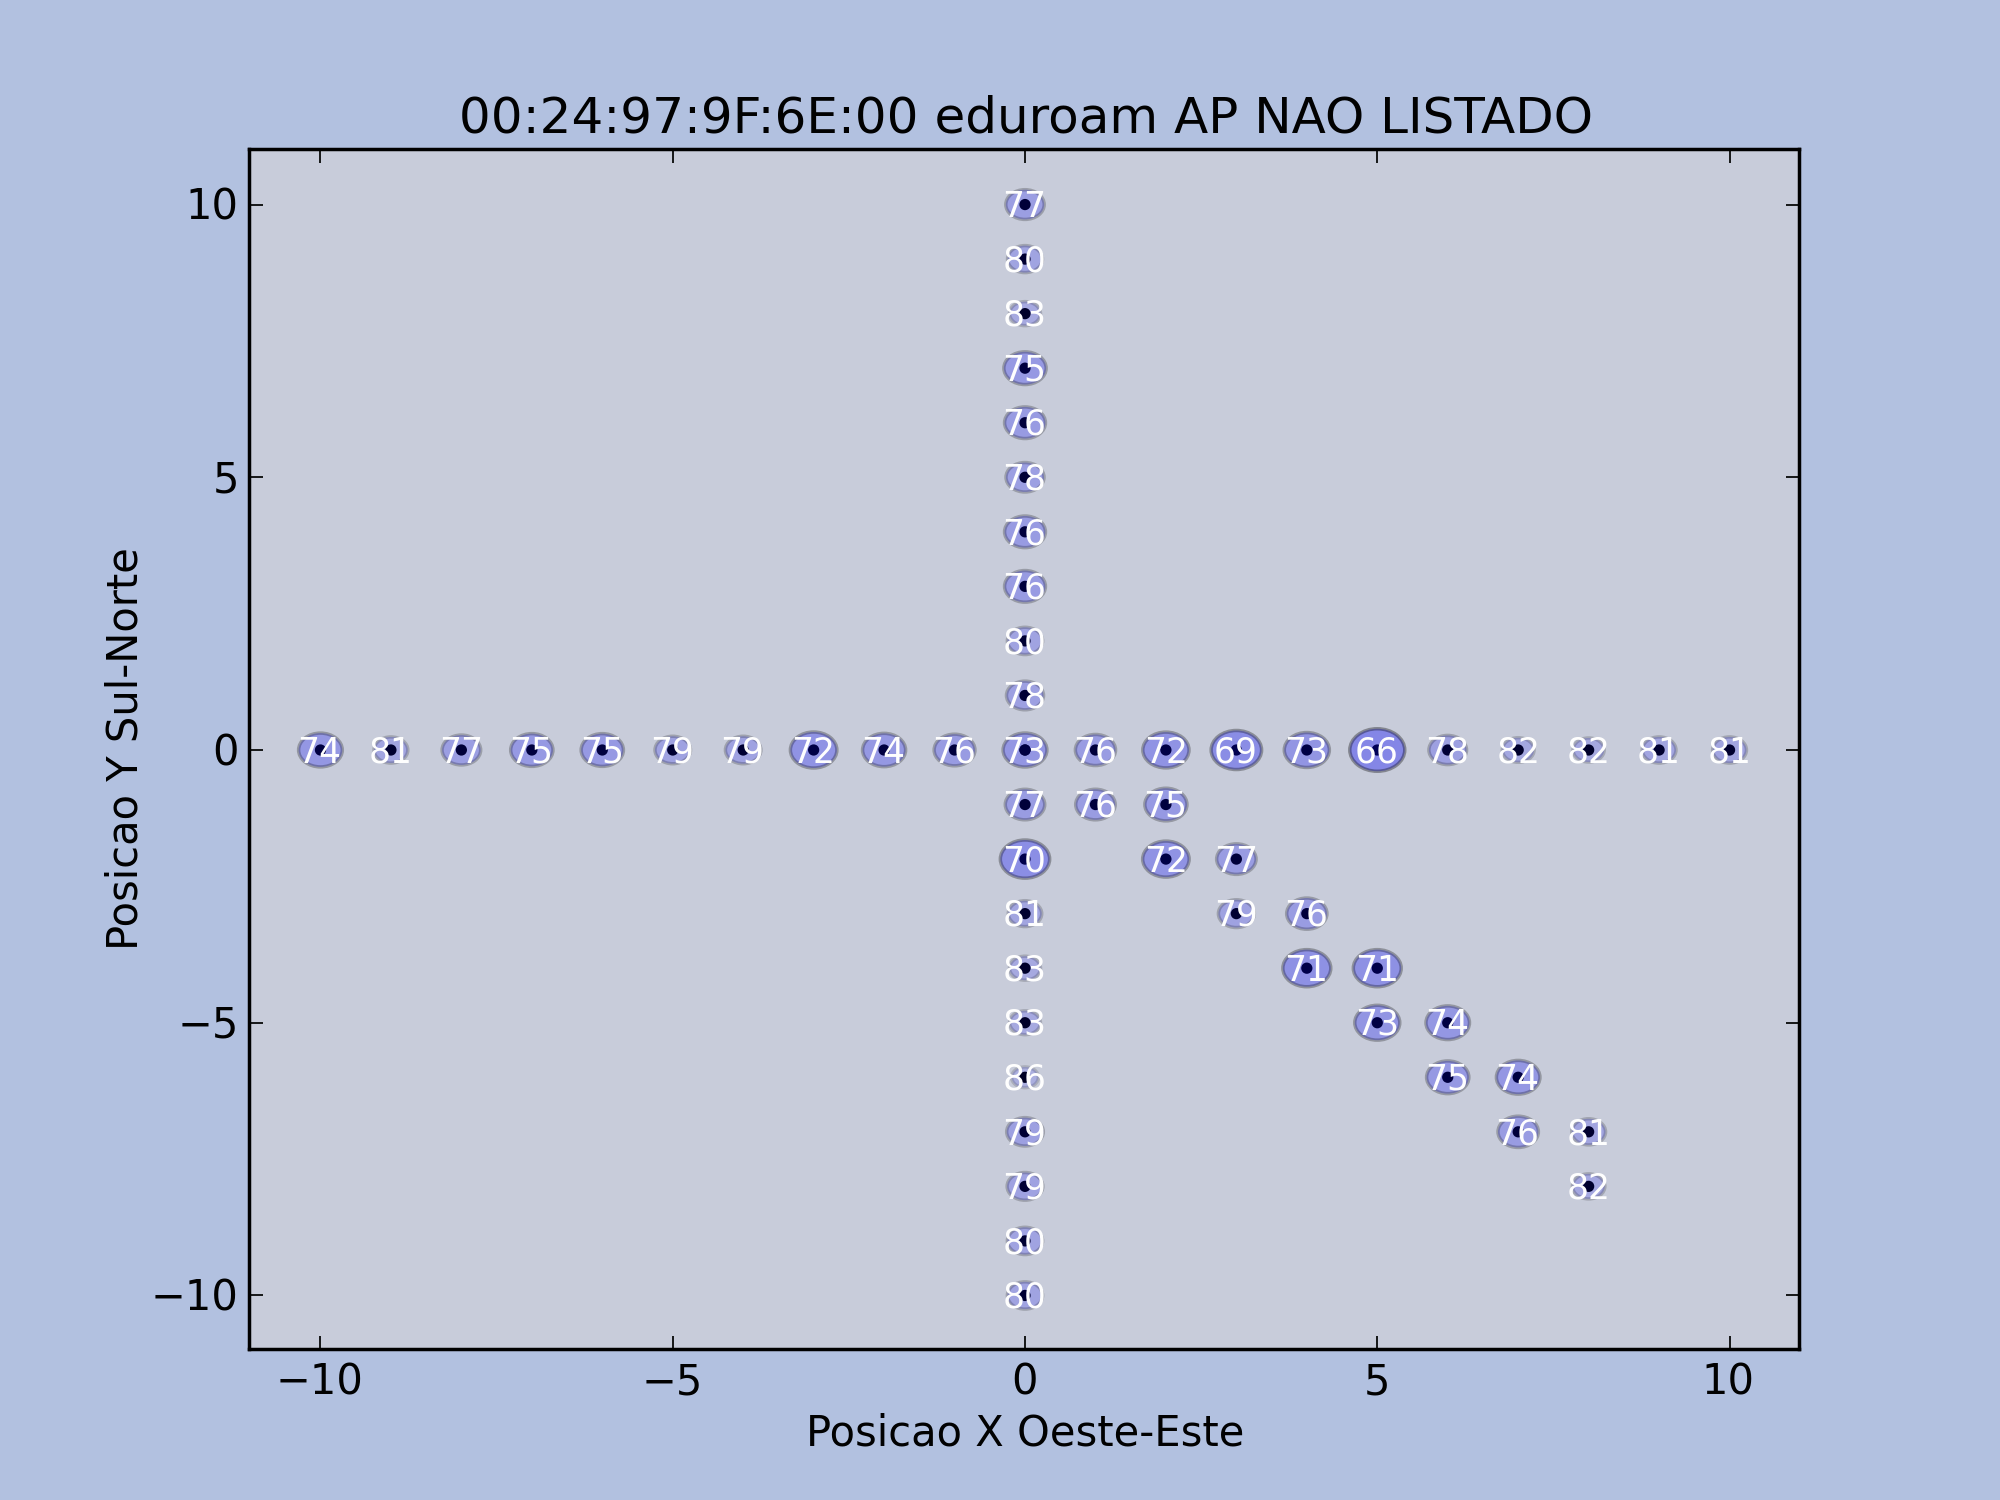 00:24:97:9F:6E:00 eduroam AP NAO LISTADO
10
77
80
83
75
76
5
78
76
76
80
78
0
74 81 77 75 75 79 79 72 74 76 73 76 72 69 73 66 78 82 82 81 81
77 76 75
70 72 77
81 79 76
83 71 71
−5
83 73 74
86 75 74
79 76 81
79 82
80
−10
80
−10 −5 0 5 10
Posicao X Oeste-Este
Posicao Y Sul-Norte